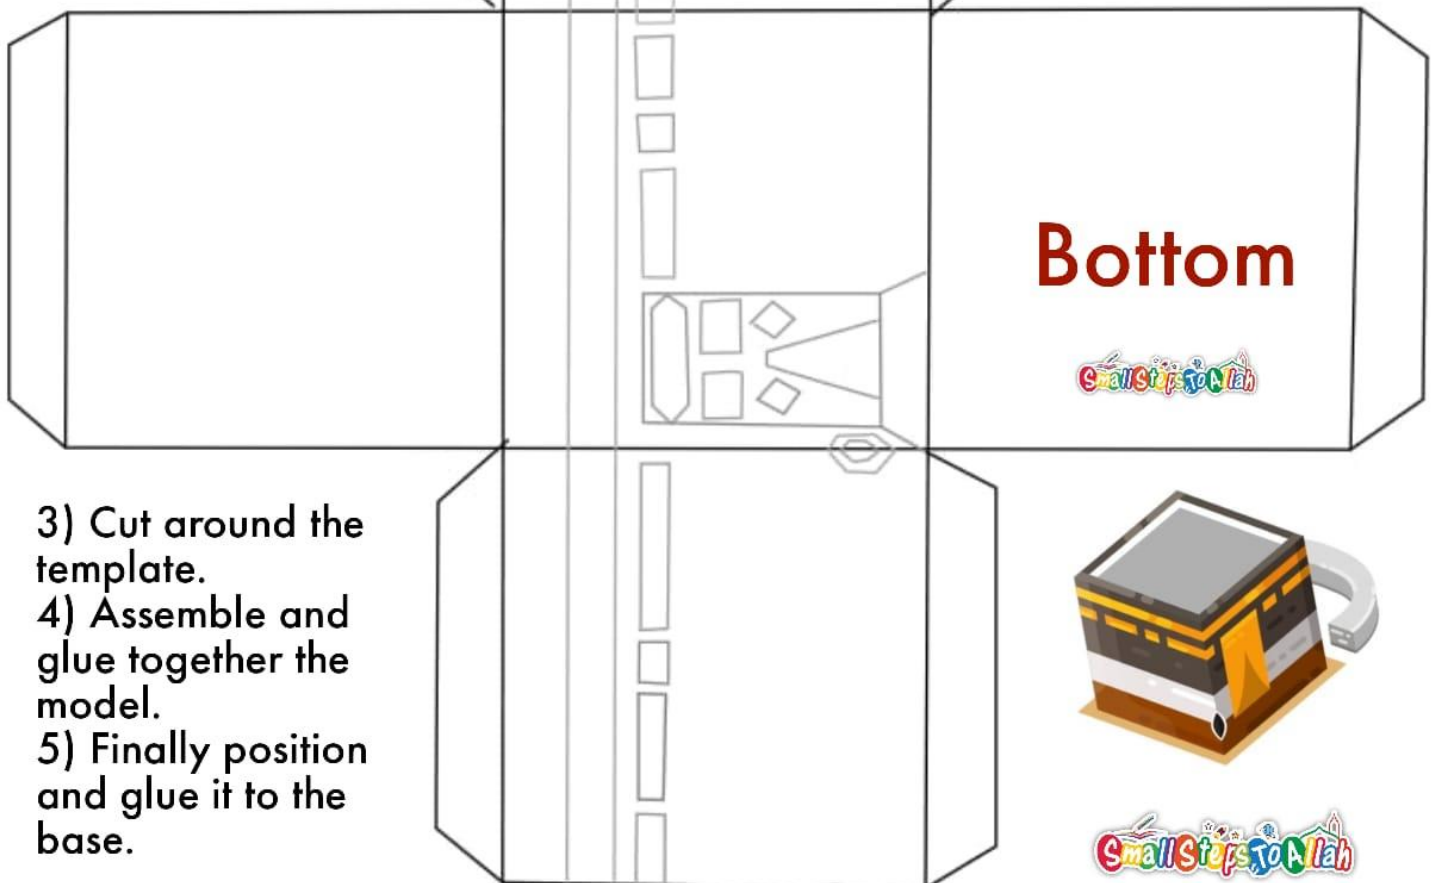 Bottom
SmallStepsToAllah
3) Cut around the
template.
4) Assemble and
glue together the
model.
5) Finally position
and glue it to the
base.
SmallStepsToAllah